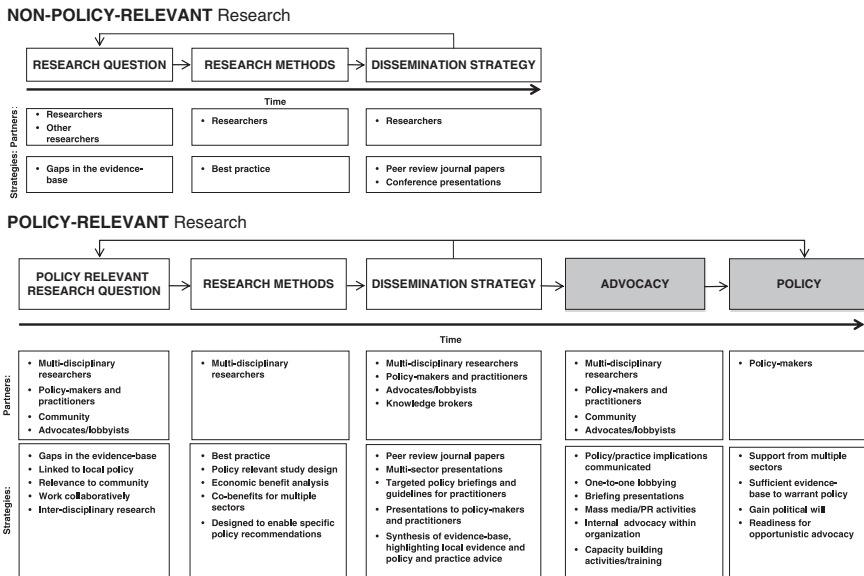 NON-POLICY-RELEVANT Research
RESEARCH QUESTION
RESEARCH METHODS
DISSEMINATION STRATEGY
Time
Partners:
• Researchers
• Other
researchers
• Researchers
• Researchers
Strategies:
• Gaps in the evidence-
base
• Best practice
• Peer review journal papers
• Conference presentations
POLICY-RELEVANT Research
POLICY RELEVANT
RESEARCH QUESTION
RESEARCH METHODS
DISSEMINATION STRATEGY
ADVOCACY
POLICY
Time
Partners:
• Multi-disciplinary
researchers
• Policy-makers and
practitioners
• Community
• Advocates/lobbyists
• Multi-disciplinary
researchers
• Multi-disciplinary researchers
• Policy-makers and practitioners
• Advocates/lobbyists
• Knowledge brokers
• Multi-disciplinary
researchers
• Policy-makers and
practitioners
• Community
• Advocates/lobbyists
• Policy-makers
Strategies:
• Gaps in the evidence-base
• Linked to local policy
• Relevance to community
• Work collaboratively
• Inter-disciplinary research
• Best practice
• Policy relevant study design
• Economic benefit analysis
• Co-benefits for multiple
sectors
• Designed to enable specific
policy recommendations
• Peer review journal papers
• Multi-sector presentations
• Targeted policy briefings and
guidelines for practitioners
• Presentations to policy-makers
and practitioners
• Synthesis of evidence-base,
highlighting local evidence and
policy and practice advice
• Policy/practice implications
communicated
• One-to-one lobbying
• Briefing presentations
• Mass media/PR activities
• Internal advocacy within
organization
• Capacity building
activities/training
• Support from multiple
sectors
• Sufficient evidence-
base to warrant policy
• Gain political will
• Readiness for
opportunistic advocacy